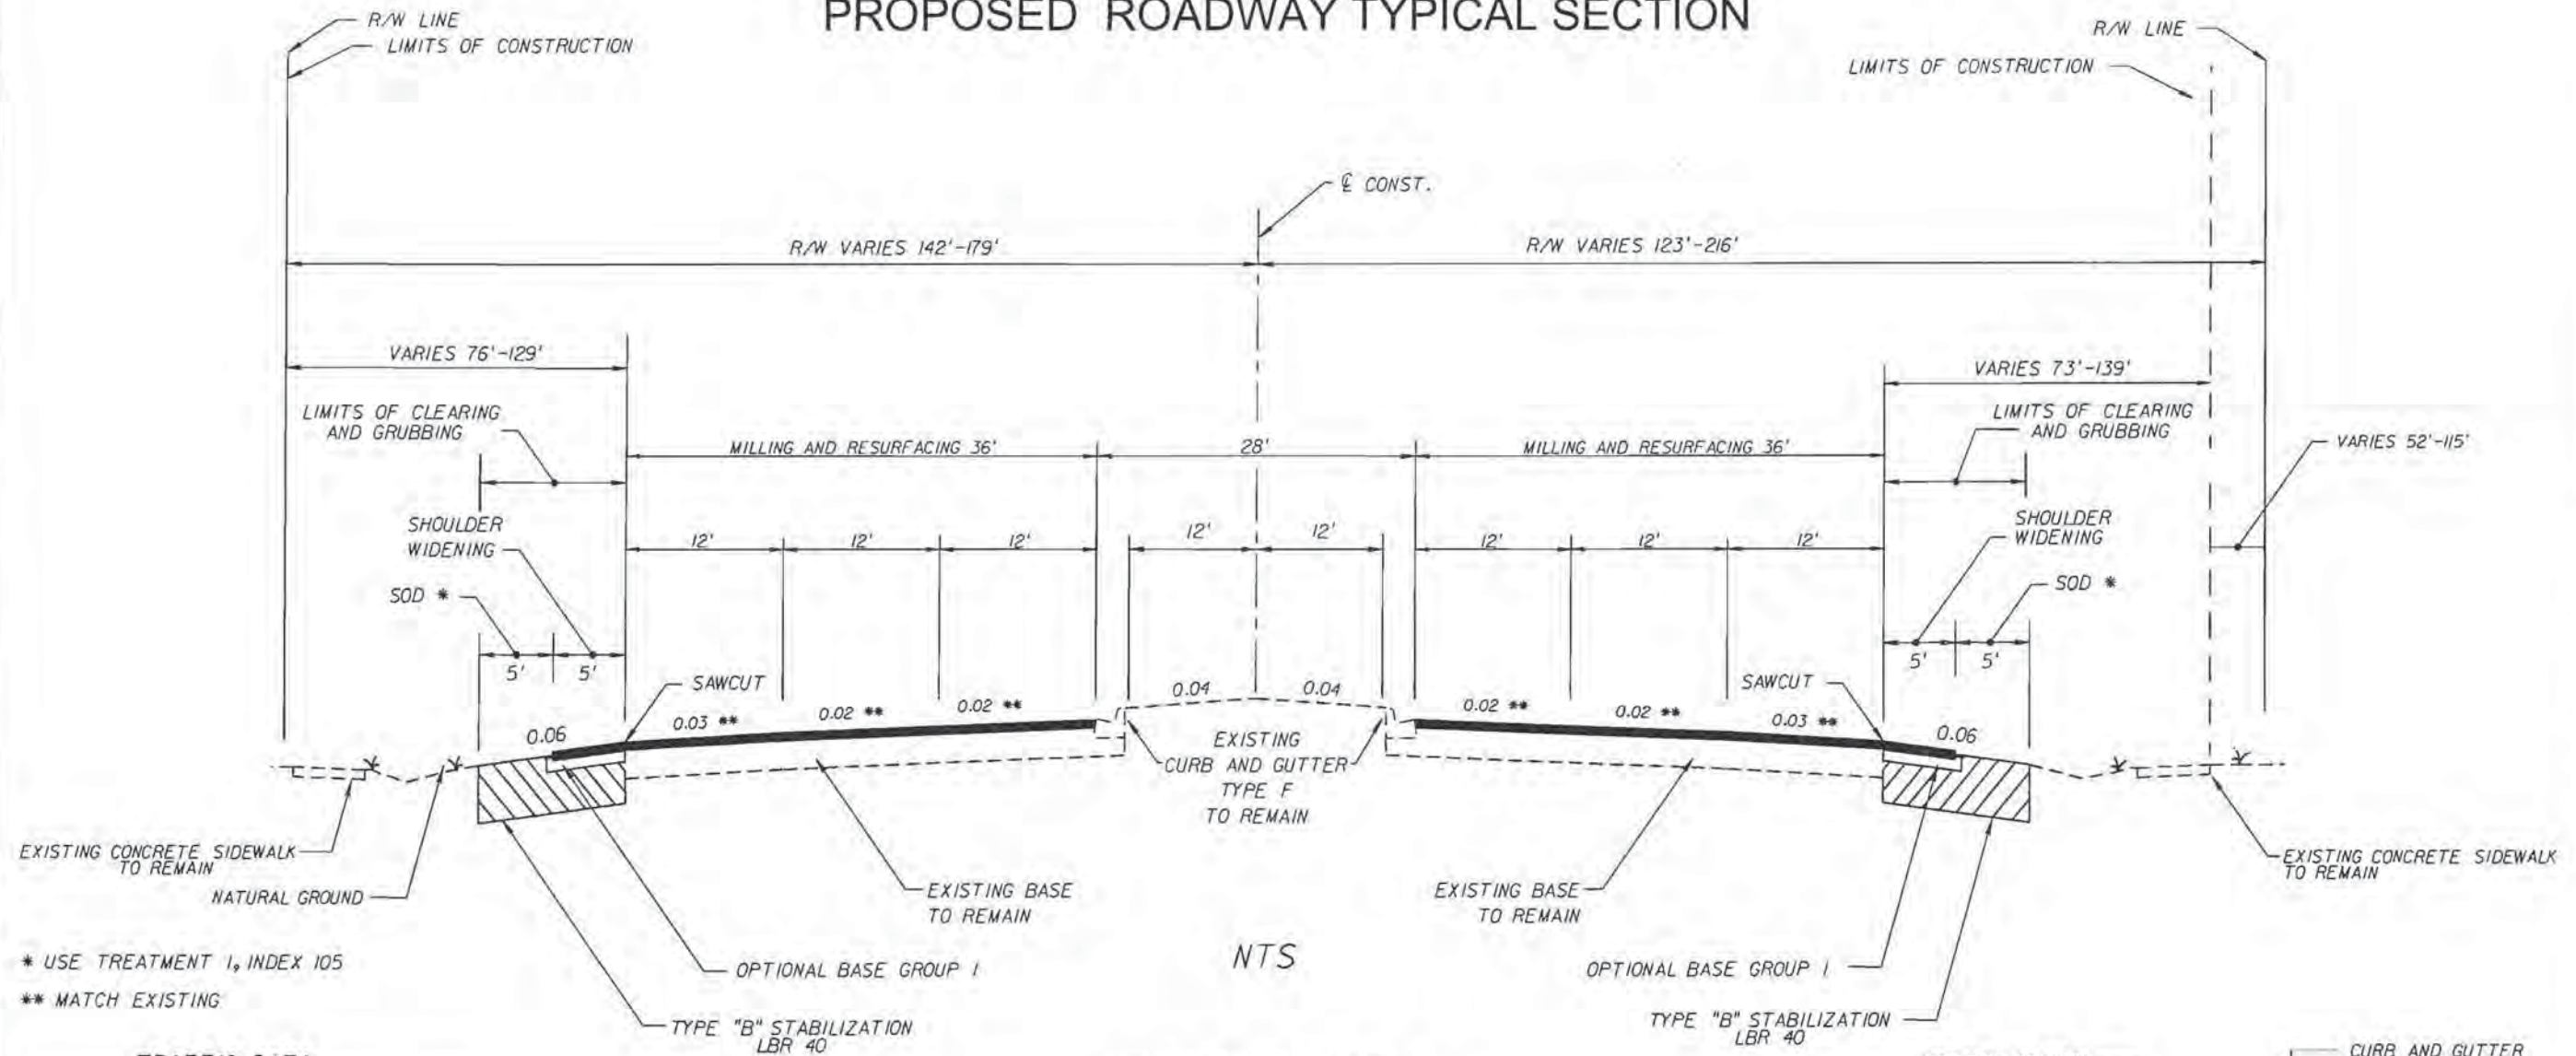 PROPOSED ROADWAY TYPICAL SECTION
R/W LINE
LIMITS OF CONSTRUCTION
R/W LINE
LIMITS OF CONSTRUCTION
℄ CONST.
R/W VARIES 142'-179'
R/W VARIES 123'-216'
VARIES 76'-129'
VARIES 73'-139'
LIMITS OF CLEARING
AND GRUBBING
LIMITS OF CLEARING
AND GRUBBING
MILLING AND RESURFACING 36'
28'
MILLING AND RESURFACING 36'
VARIES 52'-115'
SHOULDER
WIDENING
12'
12'
12'
12'
12'
12'
12'
12'
SHOULDER
WIDENING
SOD *
SOD *
5'
5'
5'
5'
SAWCUT
SAWCUT
0.06
0.03 **
0.02 **
0.02 **
0.04
0.04
0.02 **
0.02 **
0.03 **
0.06
EXISTING
CURB AND GUTTER
TYPE F
TO REMAIN
EXISTING CONCRETE SIDEWALK
TO REMAIN
NATURAL GROUND
EXISTING BASE
TO REMAIN
EXISTING BASE
TO REMAIN
EXISTING CONCRETE SIDEWALK
TO REMAIN
NTS
* USE TREATMENT 1, INDEX 105
** MATCH EXISTING
OPTIONAL BASE GROUP 1
OPTIONAL BASE GROUP 1
TYPE "B" STABILIZATION
LBR 40
TYPE "B" STABILIZATION
LBR 40
CURB AND GUTTER